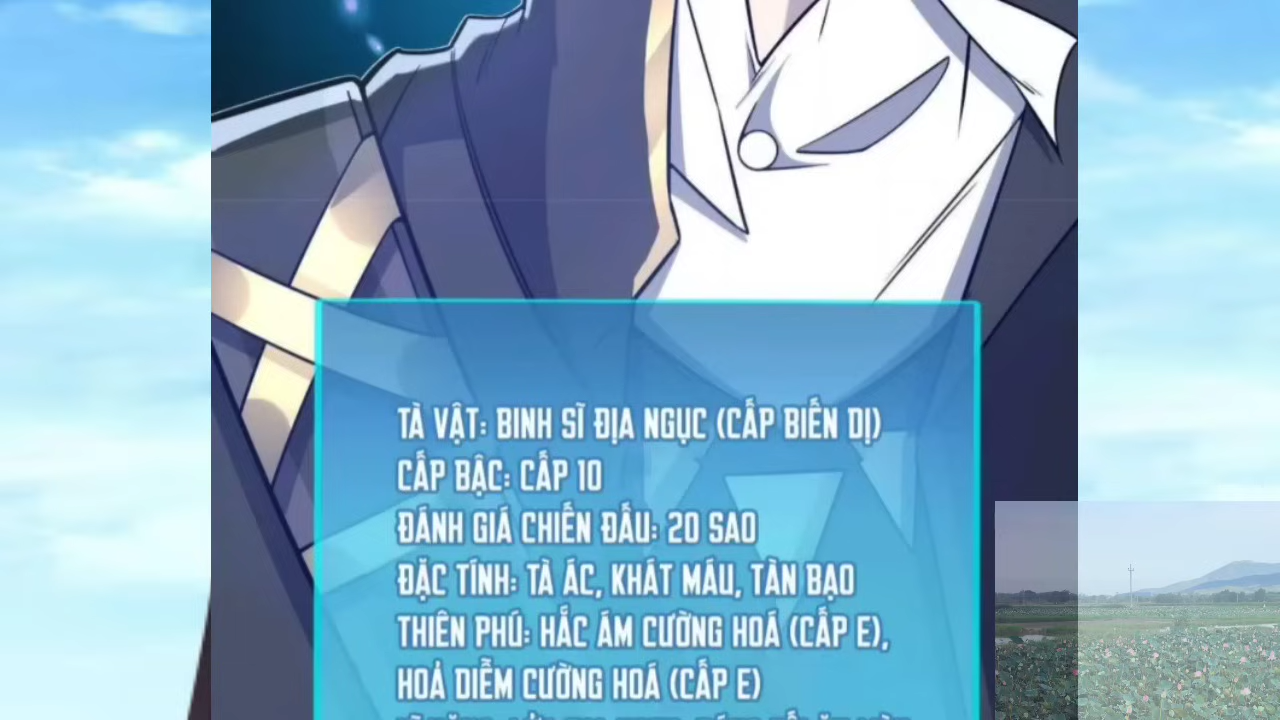 TÀ VẬT: BINH SĨ ĐỊA NGỤC (CẤP BIẾN DỊ)
CẤP BẬC: CẤP 10
ĐÁNH GIÁ CHIẾN ĐẤU: 20 SAO
ĐẶC TÍNH: TÀ ÁC, KHÁT MÁU, TÀN BẠO
THIÊN PHÚ: HẮC ÁM CƯỜNG HOÁ (CẤP E),
HOẢ DIỄM CƯỜNG HOÁ (CẤP E)